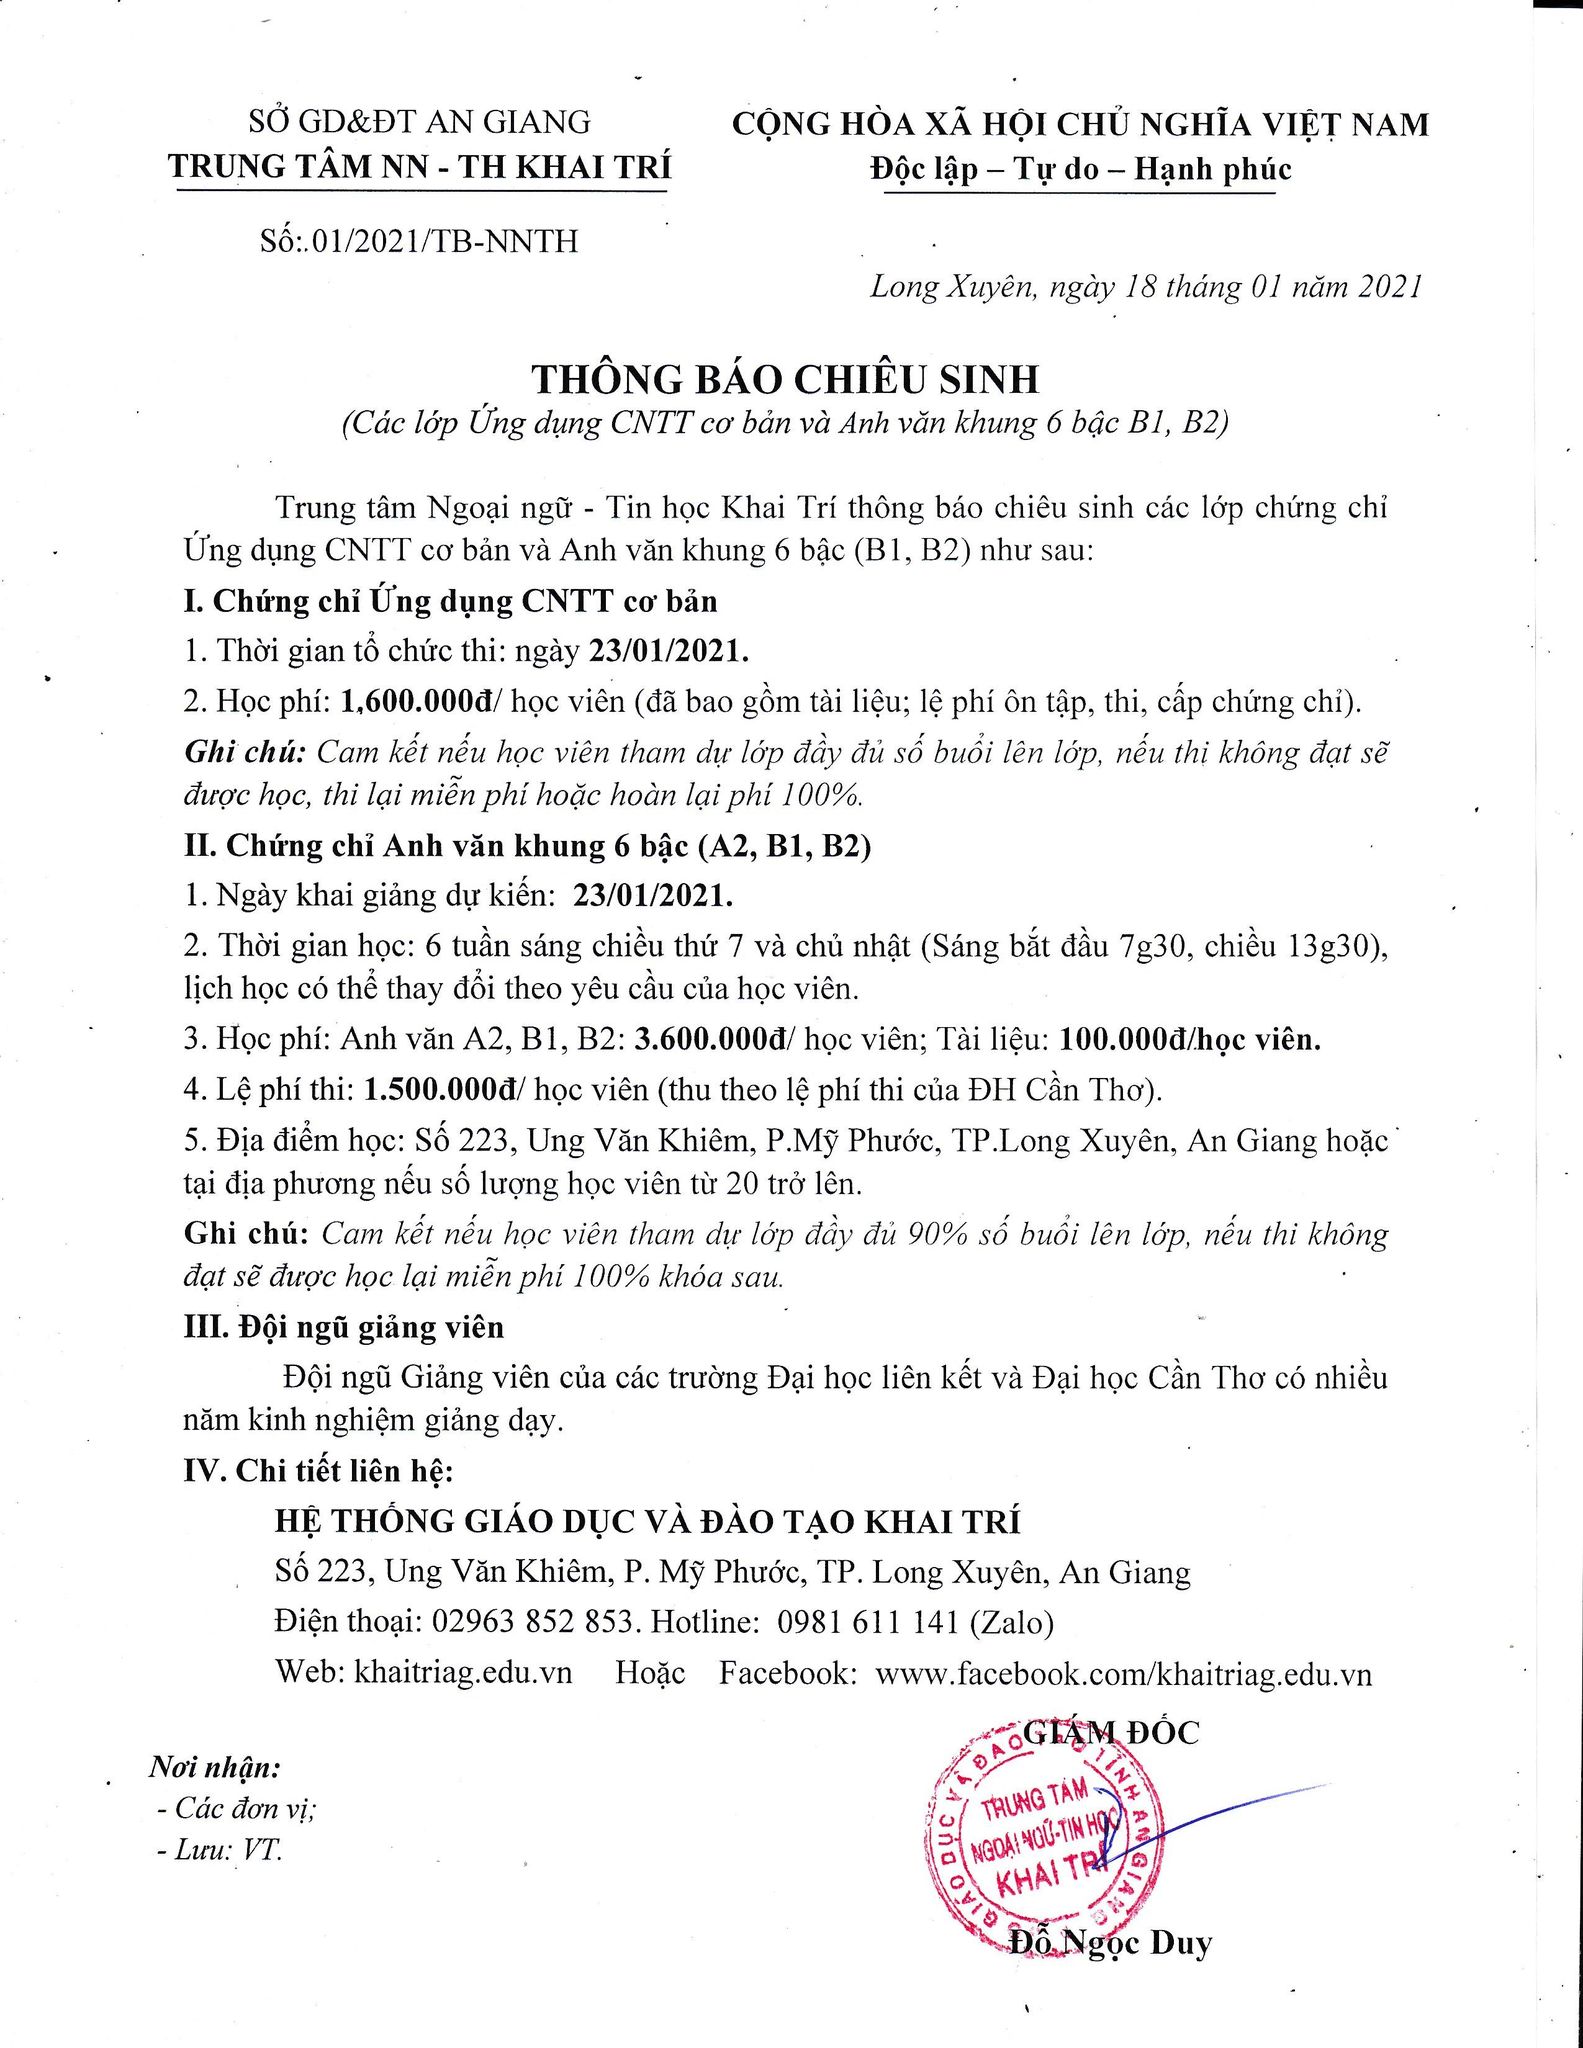 SỞ GD&ĐT AN GIANG
TRUNG TÂM NN - TH KHAI TRÍ
CỘNG HÒA XÃ HỘI CHỦ NGHĨA VIỆT NAM
Độc lập – Tự do – Hạnh phúc
Số:.01/2021/TB-NNTH
Long Xuyên, ngày 18 tháng 01 năm 2021
THÔNG BÁO CHIÊU SINH
(Các lớp Ứng dụng CNTT cơ bản và Anh văn khung 6 bậc B1, B2)
Trung tâm Ngoại ngữ - Tin học Khai Trí thông báo chiêu sinh các lớp chứng chỉ
Ứng dụng CNTT cơ bản và Anh văn khung 6 bậc (B1, B2) như sau:
I. Chứng chỉ Ứng dụng CNTT cơ bản
1. Thời gian tổ chức thi: ngày 23/01/2021.
2. Học phí: 1,600.000đ/ học viên (đã bao gồm tài liệu; lệ phí ôn tập, thi, cấp chứng chỉ).
Ghi chú: Cam kết nếu học viên tham dự lớp đầy đủ số buổi lên lớp, nếu thi không đạt sẽ
được học, thi lại miễn phí hoặc hoàn lại phí 100%.
II. Chứng chỉ Anh văn khung 6 bậc (A2, B1, B2)
1. Ngày khai giảng dự kiến: 23/01/2021.
2. Thời gian học: 6 tuần sáng chiều thứ 7 và chủ nhật (Sáng bắt đầu 7g30, chiều 13g30),
lịch học có thể thay đổi theo yêu cầu của học viên.
3. Học phí: Anh văn A2, B1, B2: 3.600.000đ/ học viên; Tài liệu: 100.000đ/học viên.
4. Lệ phí thi: 1.500.000đ/ học viên (thu theo lệ phí thi của ĐH Cần Thơ).
5. Địa điểm học: Số 223, Ung Văn Khiêm, P.Mỹ Phước, TP.Long Xuyên, An Giang hoặc
tại địa phương nếu số lượng học viên từ 20 trở lên.
Ghi chú: Cam kết nếu học viên tham dự lớp đầy đủ 90% số buổi lên lớp, nếu thi không
đạt sẽ được học lại miễn phí 100% khóa sau.
III. Đội ngũ giảng viên
Đội ngũ Giảng viên của các trường Đại học liên kết và Đại học Cần Thơ có nhiều
năm kinh nghiệm giảng dạy.
IV. Chi tiết liên hệ:
HỆ THỐNG GIÁO DỤC VÀ ĐÀO TẠO KHAI TRÍ
Số 223, Ung Văn Khiêm, P. Mỹ Phước, TP. Long Xuyên, An Giang
Điện thoại: 02963 852 853. Hotline: 0981 611 141 (Zalo)
Web: khaitriag.edu.vn Hoặc Facebook: www.facebook.com/khaitriag.edu.vn
GIÁM ĐỐC
Nơi nhận:
- Các đơn vị;
- Lưu: VT.
GIÁO DỤC VÀ ĐÀO TẠO TỈNH AN GIANG
TRUNG TÂM
NGOẠI NGỮ-TIN HỌC
KHAI TRÍ
Đỗ Ngọc Duy